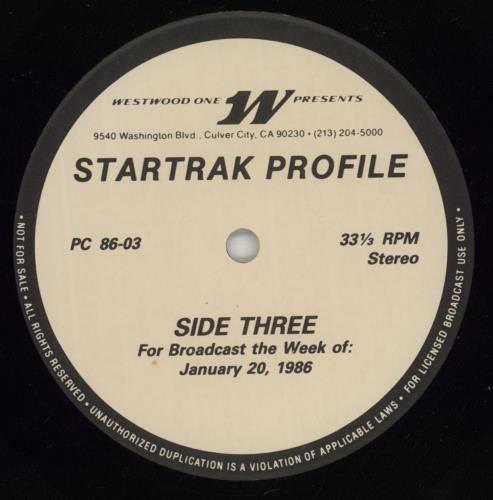 WESTWOOD ONE W PRESENTS
9540 Washington Blvd., Culver City, CA 90230 • (213) 204-5000
STARTRAK PROFILE
PC 86-03
33⅓ RPM
Stereo
SIDE THREE
For Broadcast the Week of:
January 20, 1986
• NOT FOR SALE • ALL RIGHTS RESERVED • UNAUTHORIZED DUPLICATION IS A VIOLATION OF APPLICABLE LAWS • FOR LICENSED BROADCAST USE ONLY •